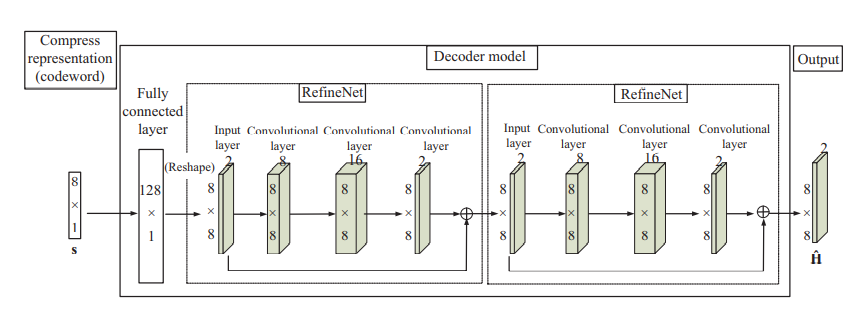 Compress
representation
(codeword)
Decoder model
Output
Fully
connected
layer
RefineNet
RefineNet
Input Convolutional Convolutional Convolutional
layer layer layer layer
2 8 16 2
Input Convolutional Convolutional Convolutional
layer layer layer layer
2 8 16 2
2
(Reshape)
8
×
1
s
128
×
1
8 8 8 8
× × × ×
8 8 8 8
8 8 8 8
× × × ×
8 8 8 8
8
×
8
Ĥ